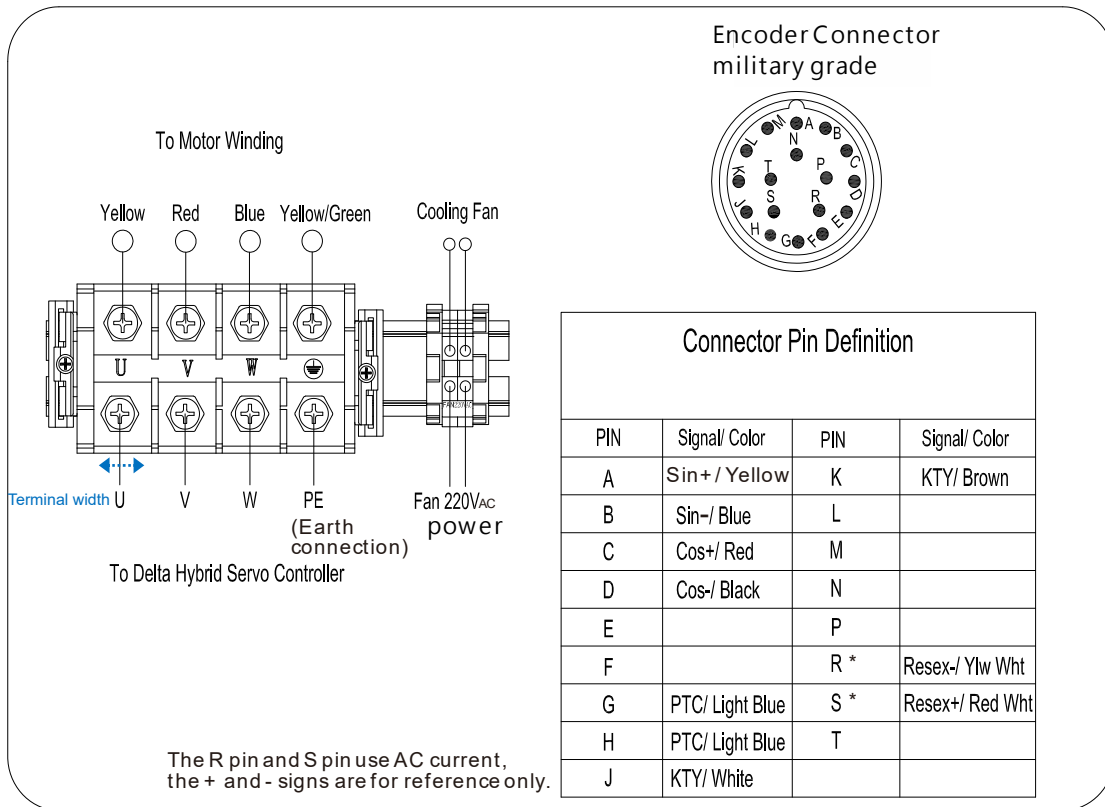 Encoder Connector
military grade
M A B C D E F G H J K L N P R S T
To Motor Winding
Yellow Red Blue Yellow/Green
Cooling Fan
U V W
FAN220VAC
Terminal width U V W PE
(Earth
connection)
Fan 220VAC
power
To Delta Hybrid Servo Controller
Connector Pin Definition
PIN Signal/ Color PIN Signal/ Color
A Sin+/ Yellow K KTY/ Brown
B Sin-/ Blue L
C Cos+/ Red M
D Cos-/ Black N
E P
F R * Resex-/ Ylw Wht
G PTC/ Light Blue S * Resex+/ Red Wht
H PTC/ Light Blue T
J KTY/ White
The R pin and S pin use AC current,
the + and - signs are for reference only.